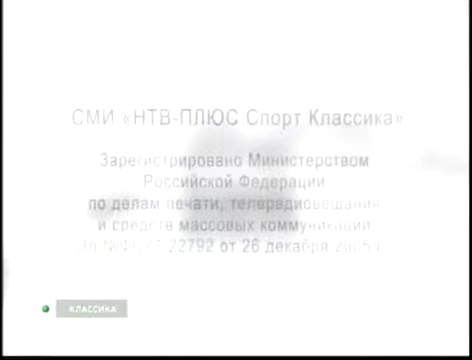 СМИ «НТВ-ПЛЮС Спорт Классика»
Зарегистрировано Министерством
Российской Федерации
по делам печати, телерадиовещания
и средств массовых коммуникаций
22792 от 26 декабря 2005 г
КЛАССИКА